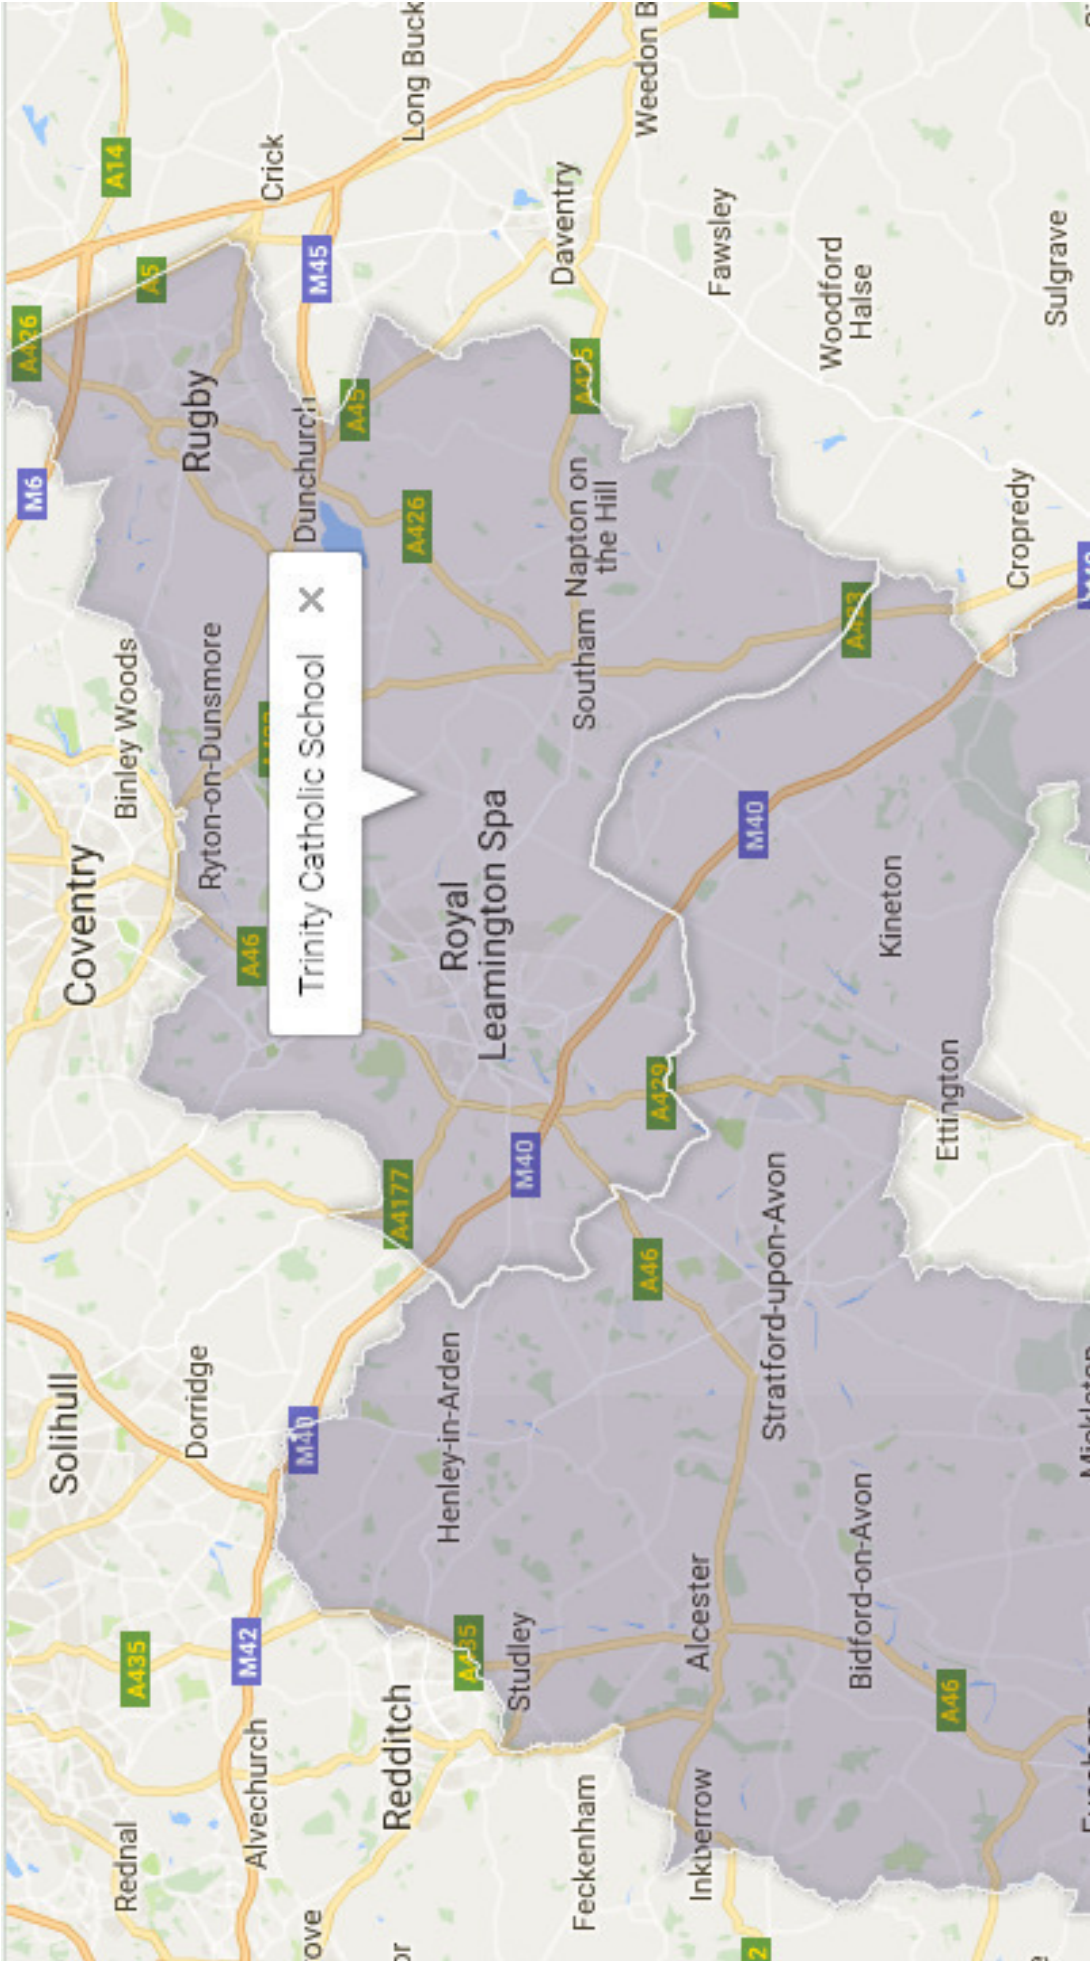 A426
M6
Solihull
Coventry
A14
Rednal
Binley Woods
A435
A5
Dorridge
Rugby
Ryton-on-Dunsmore
M42
A46
Alvechurch
Crick
M40
Dunchurch
Trinity Catholic School ×
M45
A45
Redditch
A4177
Long Buck
A426
Henley-in-Arden
Royal
Leamington Spa
A435
Studley
M40
Daventry
Napton on
the Hill
Feckenham
Southam
A425
A46
Weedon B
A429
Alcester
Inkberrow
Fawsley
M40
Stratford-upon-Avon
Woodford
Halse
A423
Bidford-on-Avon
Kineton
Ettington
A46
Cropredy
Sulgrave